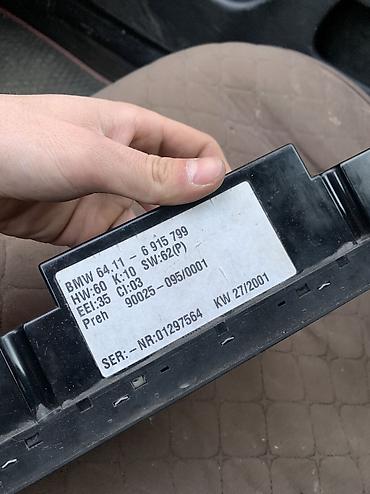 BMW 64.11 - 6 915 799
HW:60 K:10 SW:62(P)
EEI:35 CI:03
Preh 90025-095/0001
SER:-NR:01297564 KW 27/2001